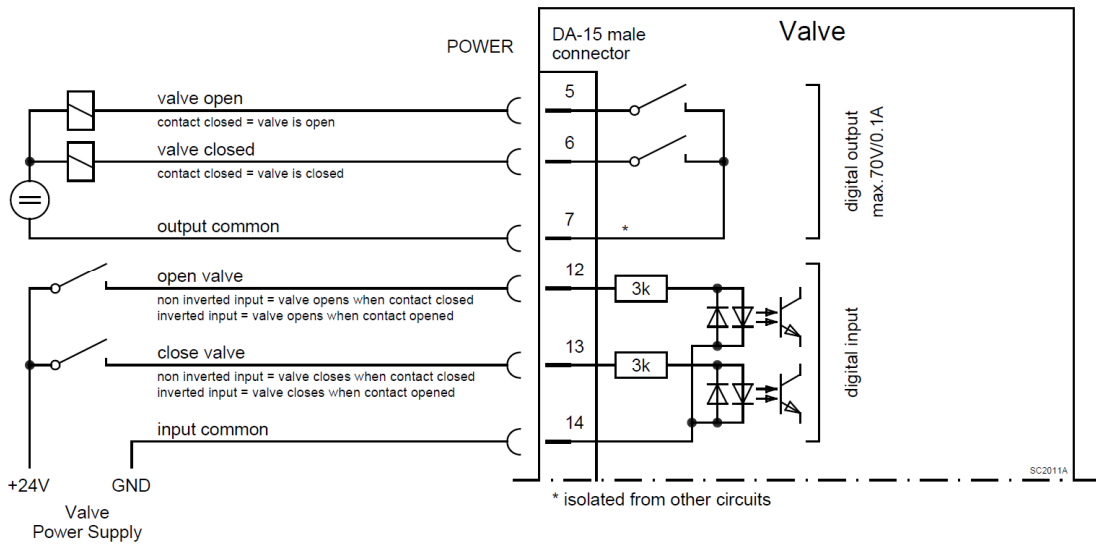 POWER
DA-15 male
connector
Valve
valve open
contact closed = valve is open
5
valve closed
contact closed = valve is closed
6
output common
7
*
digital output
max.70V/0.1A
open valve
non inverted input = valve opens when contact closed
inverted input = valve opens when contact opened
12
3k
close valve
non inverted input = valve closes when contact closed
inverted input = valve closes when contact opened
13
3k
digital input
input common
14
+24V
GND
Valve
Power Supply
SC2011A
* isolated from other circuits